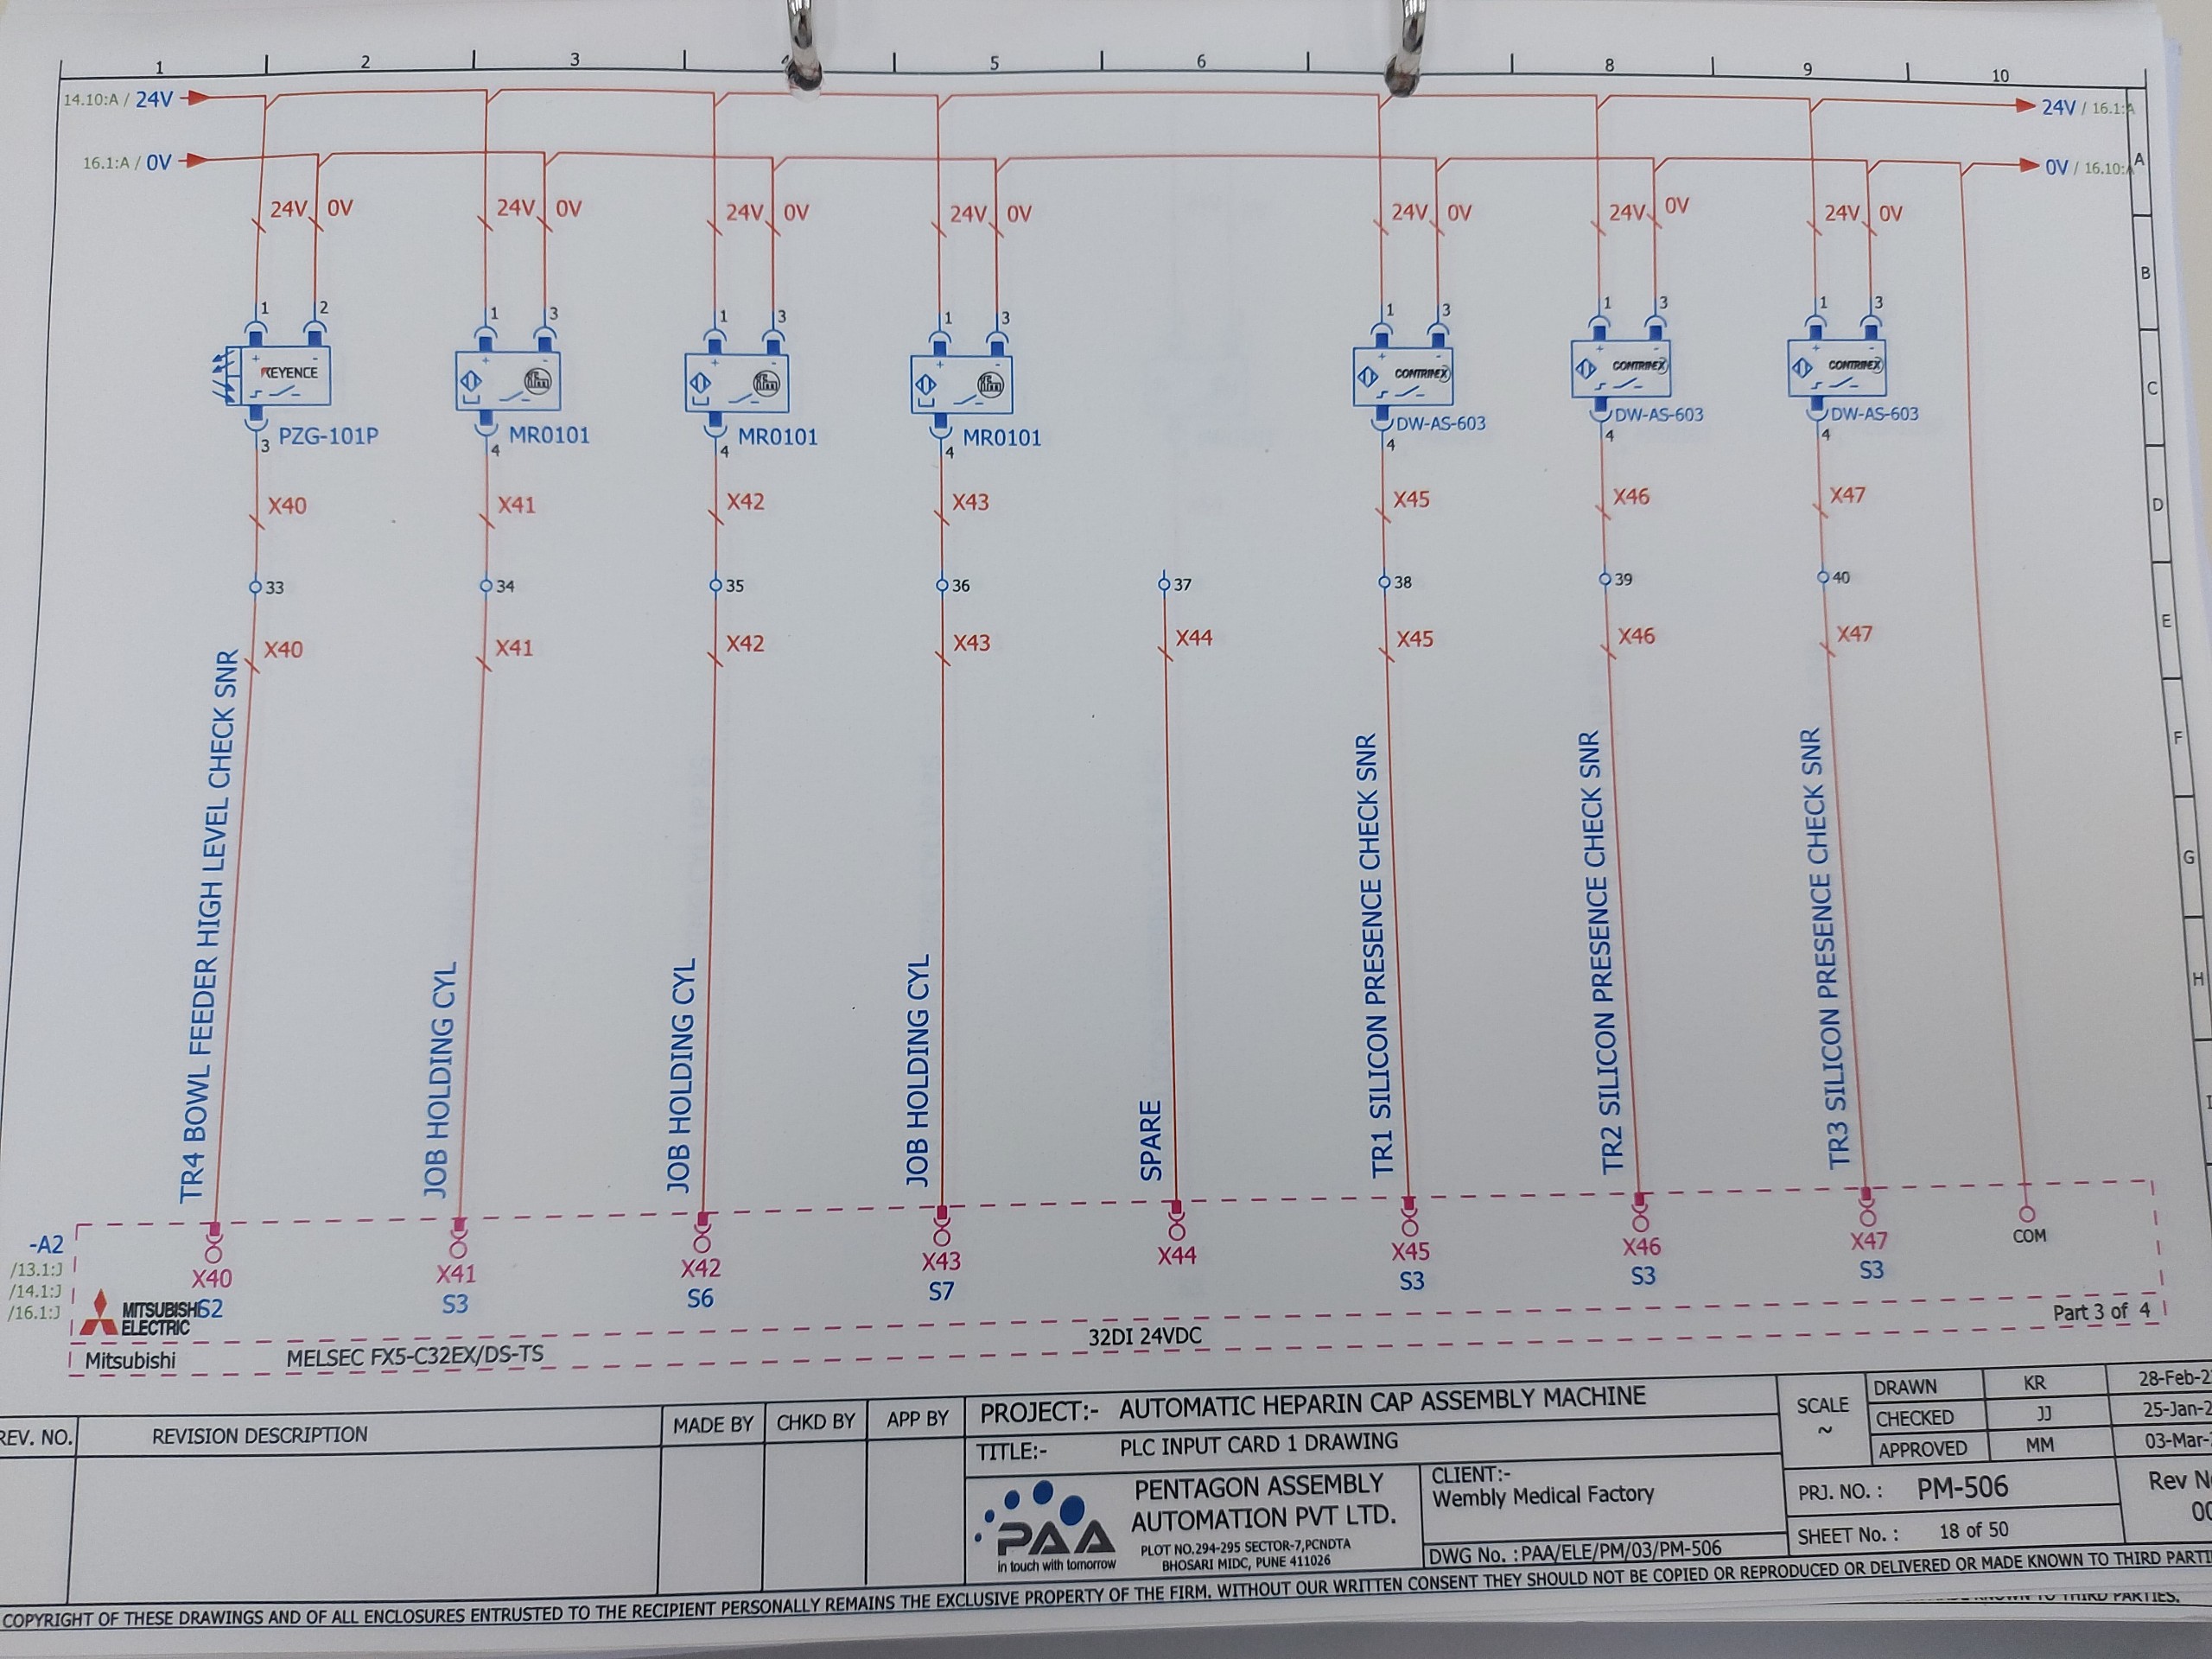 1 2 3 5 6 8 9 10
14.10:A / 24V 24V / 16.1:A
16.1:A / 0V 0V / 16.10:A
A
24V 0V 24V 0V 24V 0V 24V 0V 24V 0V 24V 0V 24V 0V
B
1 2 1 3 1 3 1 3 1 3 1 3 1 3
+ - + - + - + - + - + - + -
KEYENCE ifm ifm ifm CONTRINEX CONTRINEX CONTRINEX
C
PZG-101P MR0101 MR0101 MR0101 DW-AS-603 DW-AS-603 DW-AS-603
3 4 4 4 4 4 4
X40 X41 X42 X43 X45 X46 X47
D
33 34 35 36 37 38 39 40
E
X40 X41 X42 X43 X44 X45 X46 X47
F
G
H
I
TR4 BOWL FEEDER HIGH LEVEL CHECK SNR
JOB HOLDING CYL
JOB HOLDING CYL
JOB HOLDING CYL
SPARE
TR1 SILICON PRESENCE CHECK SNR
TR2 SILICON PRESENCE CHECK SNR
TR3 SILICON PRESENCE CHECK SNR
-A2
/13.1:J
/14.1:J
/16.1:J
X40 X41 X42 X43 X44 X45 X46 X47 COM
S2 S3 S6 S7 S3 S3 S3
MITSUBISHI
ELECTRIC
Part 3 of 4
32DI 24VDC
Mitsubishi MELSEC FX5-C32EX/DS-TS
REV. NO. REVISION DESCRIPTION MADE BY CHKD BY APP BY
PROJECT:- AUTOMATIC HEPARIN CAP ASSEMBLY MACHINE
TITLE:- PLC INPUT CARD 1 DRAWING
PAA
in touch with tomorrow
PENTAGON ASSEMBLY
AUTOMATION PVT LTD.
PLOT NO.294-295 SECTOR-7,PCNDTA
BHOSARI MIDC, PUNE 411026
CLIENT:-
Wembly Medical Factory
DWG No. :PAA/ELE/PM/03/PM-506
SCALE
~
DRAWN KR 28-Feb-2
CHECKED JJ 25-Jan-2
APPROVED MM 03-Mar-
PRJ. NO. : PM-506
Rev N
00
SHEET No. : 18 of 50
COPYRIGHT OF THESE DRAWINGS AND OF ALL ENCLOSURES ENTRUSTED TO THE RECIPIENT PERSONALLY REMAINS THE EXCLUSIVE PROPERTY OF THE FIRM. WITHOUT OUR WRITTEN CONSENT THEY SHOULD NOT BE COPIED OR REPRODUCED OR DELIVERED OR MADE KNOWN TO THIRD PARTI
KNOWN TO THIRD PARTIES.